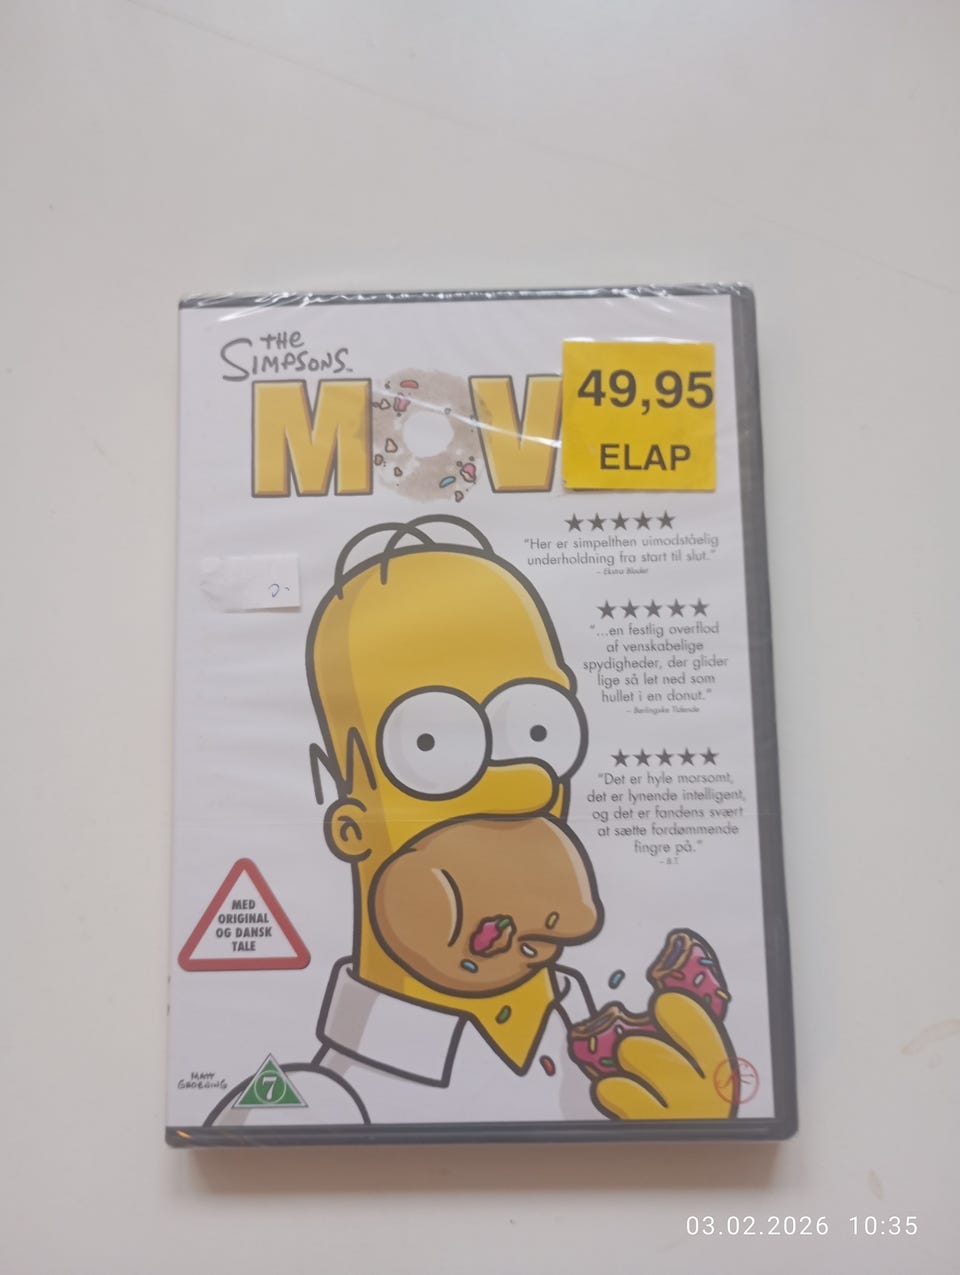 THE
SIMPSONS™
MOV
49,95
ELAP
★★★★★
"Her er simpelthen uimodståelig
underholdning fra start til slut."
– Ekstra Bladet
★★★★★
"...en festlig overflod
af venskabelige
spydigheder, der glider
lige så let ned som
hullet i en donut."
– Berlingske Tidende
★★★★★
"Det er hyle morsomt,
det er lynende intelligent,
og det er fandens svært
at sætte fordømmende
fingre på."
– B.T.
MED
ORIGINAL
OG DANSK
TALE
MATT
GROENING
7
03.02.2026 10:35